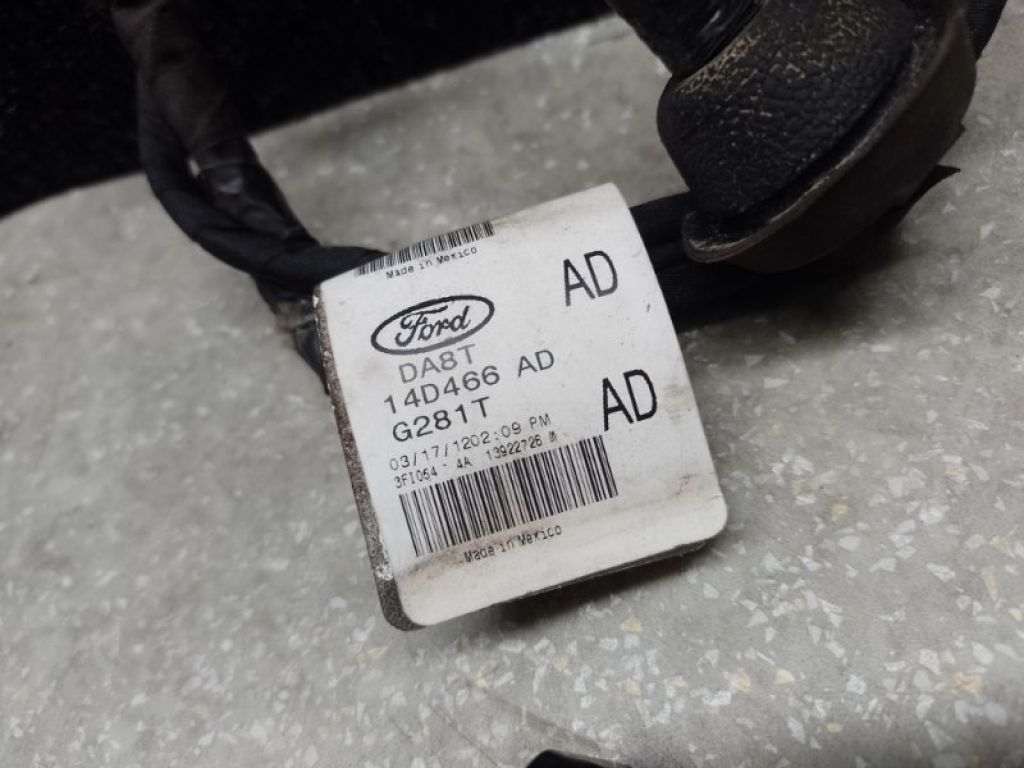 Made in Mexico
AD
Ford
DA8T
14D466 AD
G281T
AD
03/17/1202:09 PM
3FI064 - 4A 13922726 M
Made in Mexico